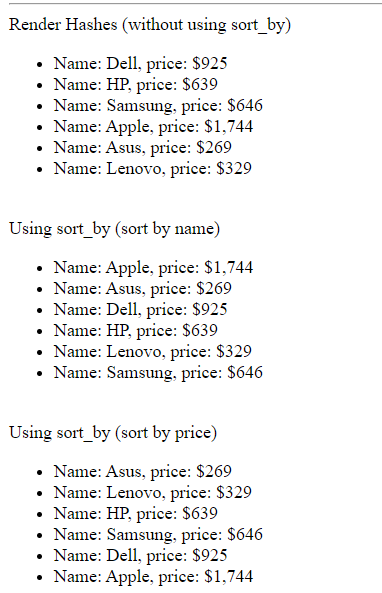 Render Hashes (without using sort_by)
Name: Dell, price: $925
Name: HP, price: $639
Name: Samsung, price: $646
Name: Apple, price: $1,744
Name: Asus, price: $269
Name: Lenovo, price: $329
Using sort_by (sort by name)
Name: Apple, price: $1,744
Name: Asus, price: $269
Name: Dell, price: $925
Name: HP, price: $639
Name: Lenovo, price: $329
Name: Samsung, price: $646
Using sort_by (sort by price)
Name: Asus, price: $269
Name: Lenovo, price: $329
Name: HP, price: $639
Name: Samsung, price: $646
Name: Dell, price: $925
Name: Apple, price: $1,744